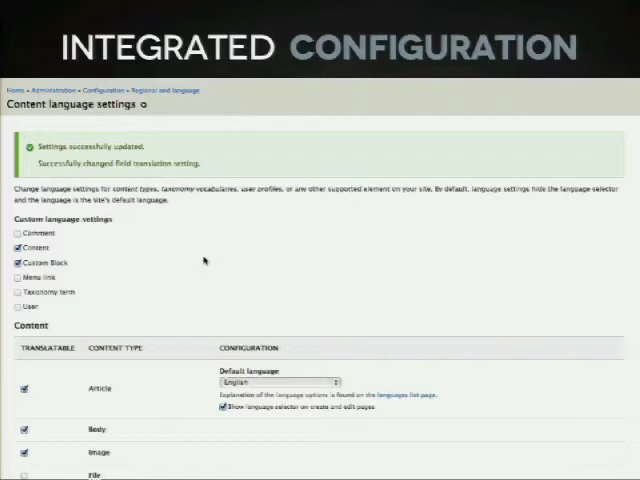 INTEGRATED CONFIGURATION
Home » Administration » Configuration » Regional and language
Content language settings
Settings successfully updated.
Successfully changed field translation setting.
Change language settings for content types, taxonomy vocabularies, user profiles, or any other supported element on your site. By default, language settings hide the language selector
and the language is the site's default language.
Custom language settings
Comment
Content
Custom Block
Menu link
Taxonomy term
User
Content
TRANSLATABLE CONTENT TYPE CONFIGURATION
Default language
English
Article
Explanation of the language options is found on the languages list page.
Show language selector on create and edit pages
Body
Image
File